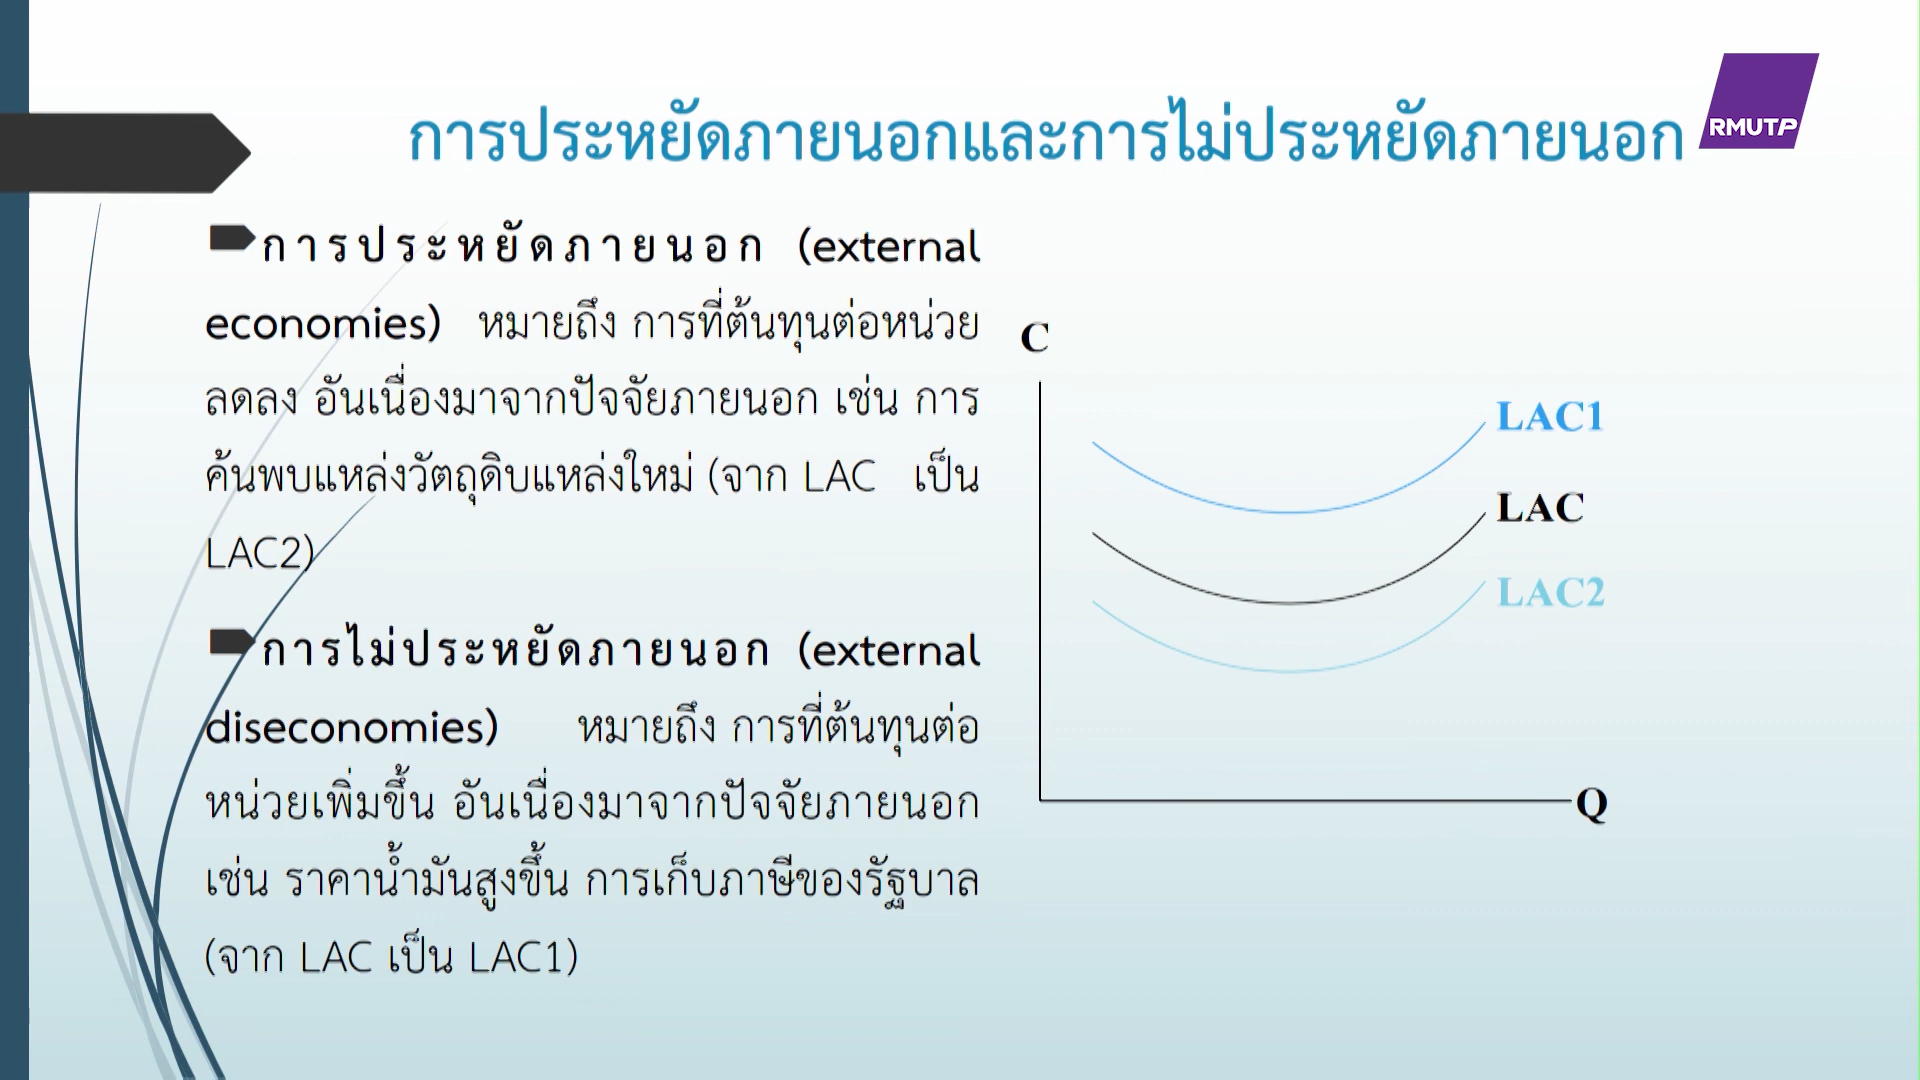 การประหยัดภายนอกและการไม่ประหยัดภายนอก
RMUTP
การประหยัดภายนอก (external
economies) หมายถึง การที่ต้นทุนต่อหน่วย
ลดลง อันเนื่องมาจากปัจจัยภายนอก เช่น การ
ค้นพบแหล่งวัตถุดิบแหล่งใหม่ (จาก LAC เป็น
LAC2)
การไม่ประหยัดภายนอก (external
diseconomies) หมายถึง การที่ต้นทุนต่อ
หน่วยเพิ่มขึ้น อันเนื่องมาจากปัจจัยภายนอก
เช่น ราคาน้ำมันสูงขึ้น การเก็บภาษีของรัฐบาล
(จาก LAC เป็น LAC1)
C
LAC1
LAC
LAC2
Q